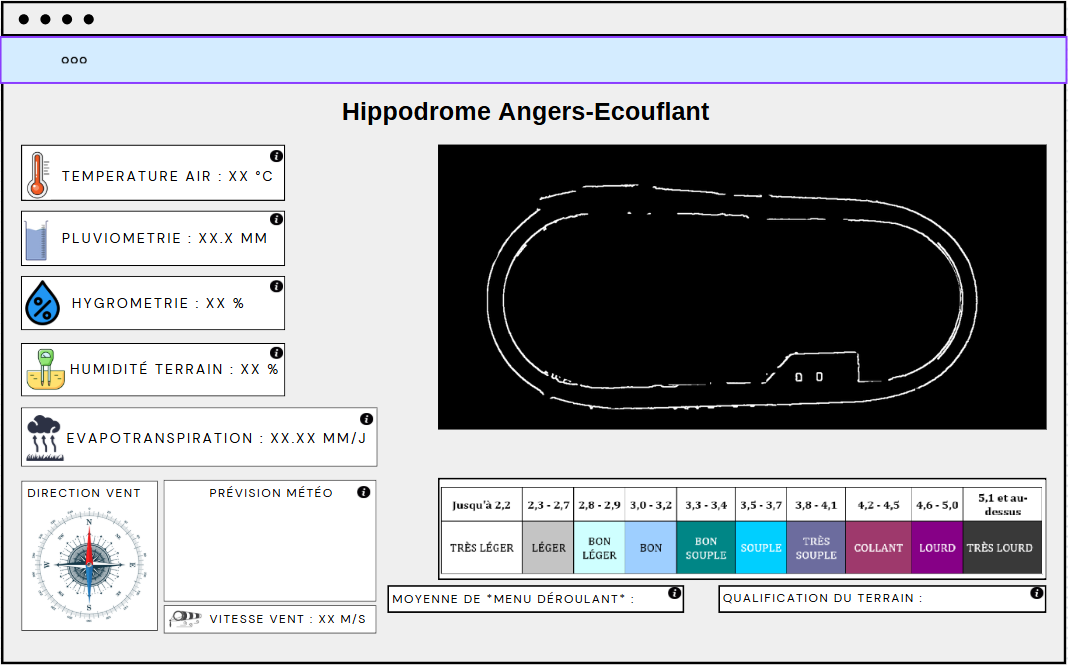 Hippodrome Angers-Ecouflant
TEMPERATURE AIR : XX °C
PLUVIOMETRIE : XX.X MM
HYGROMETRIE : XX %
HUMIDITÉ TERRAIN : XX %
EVAPOTRANSPIRATION : XX.XX MM/J
DIRECTION VENT
N
W
E
S
PRÉVISION MÉTÉO
VITESSE VENT : XX M/S
Jusqu'à 2,2
2,3 - 2,7
2,8 - 2,9
3,0 - 3,2
3,3 - 3,4
3,5 - 3,7
3,8 - 4,1
4,2 - 4,5
4,6 - 5,0
5,1 et au-
dessus
TRÈS LÉGER
LÉGER
BON
LÉGER
BON
BON
SOUPLE
SOUPLE
TRÈS
SOUPLE
COLLANT
LOURD
TRÈS LOURD
MOYENNE DE *MENU DÉROULANT* :
QUALIFICATION DU TERRAIN :